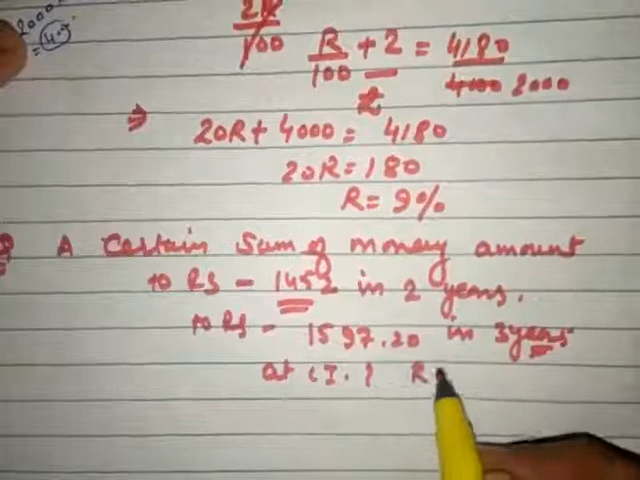 2000
2R
100
R/100 + 2 = 4180/2000
⇒ 20R + 4000 = 4180
20R = 180
R = 9%
Q A certain sum of money amount
to RS - 1452 in 2 years.
to RS - 1597.20 in 3 years
at C.I. ? R